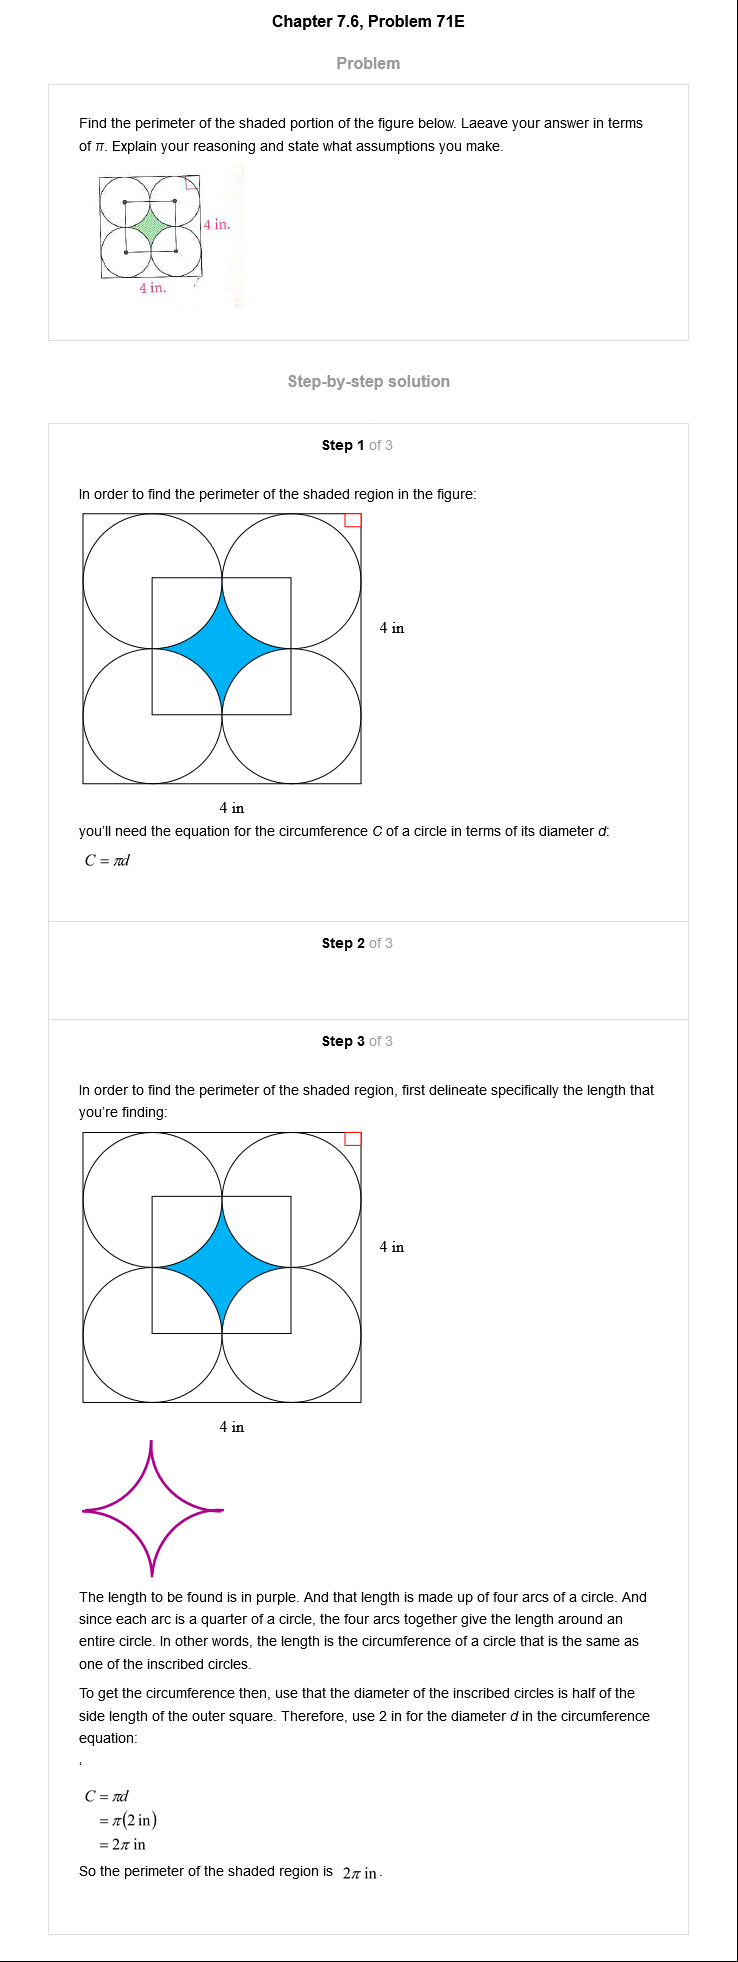 Chapter 7.6, Problem 71E
Problem
Find the perimeter of the shaded portion of the figure below. Laeave your answer in terms
of π. Explain your reasoning and state what assumptions you make.
4 in.
4 in.
Step-by-step solution
Step 1 of 3
In order to find the perimeter of the shaded region in the figure:
4 in
4 in
you'll need the equation for the circumference C of a circle in terms of its diameter d:
C = πd
Step 2 of 3
Step 3 of 3
In order to find the perimeter of the shaded region, first delineate specifically the length that
you're finding:
4 in
4 in
The length to be found is in purple. And that length is made up of four arcs of a circle. And
since each arc is a quarter of a circle, the four arcs together give the length around an
entire circle. In other words, the length is the circumference of a circle that is the same as
one of the inscribed circles.
To get the circumference then, use that the diameter of the inscribed circles is half of the
side length of the outer square. Therefore, use 2 in for the diameter d in the circumference
equation:
‘
C = πd
= π(2 in)
= 2π in
So the perimeter of the shaded region is 2π in.